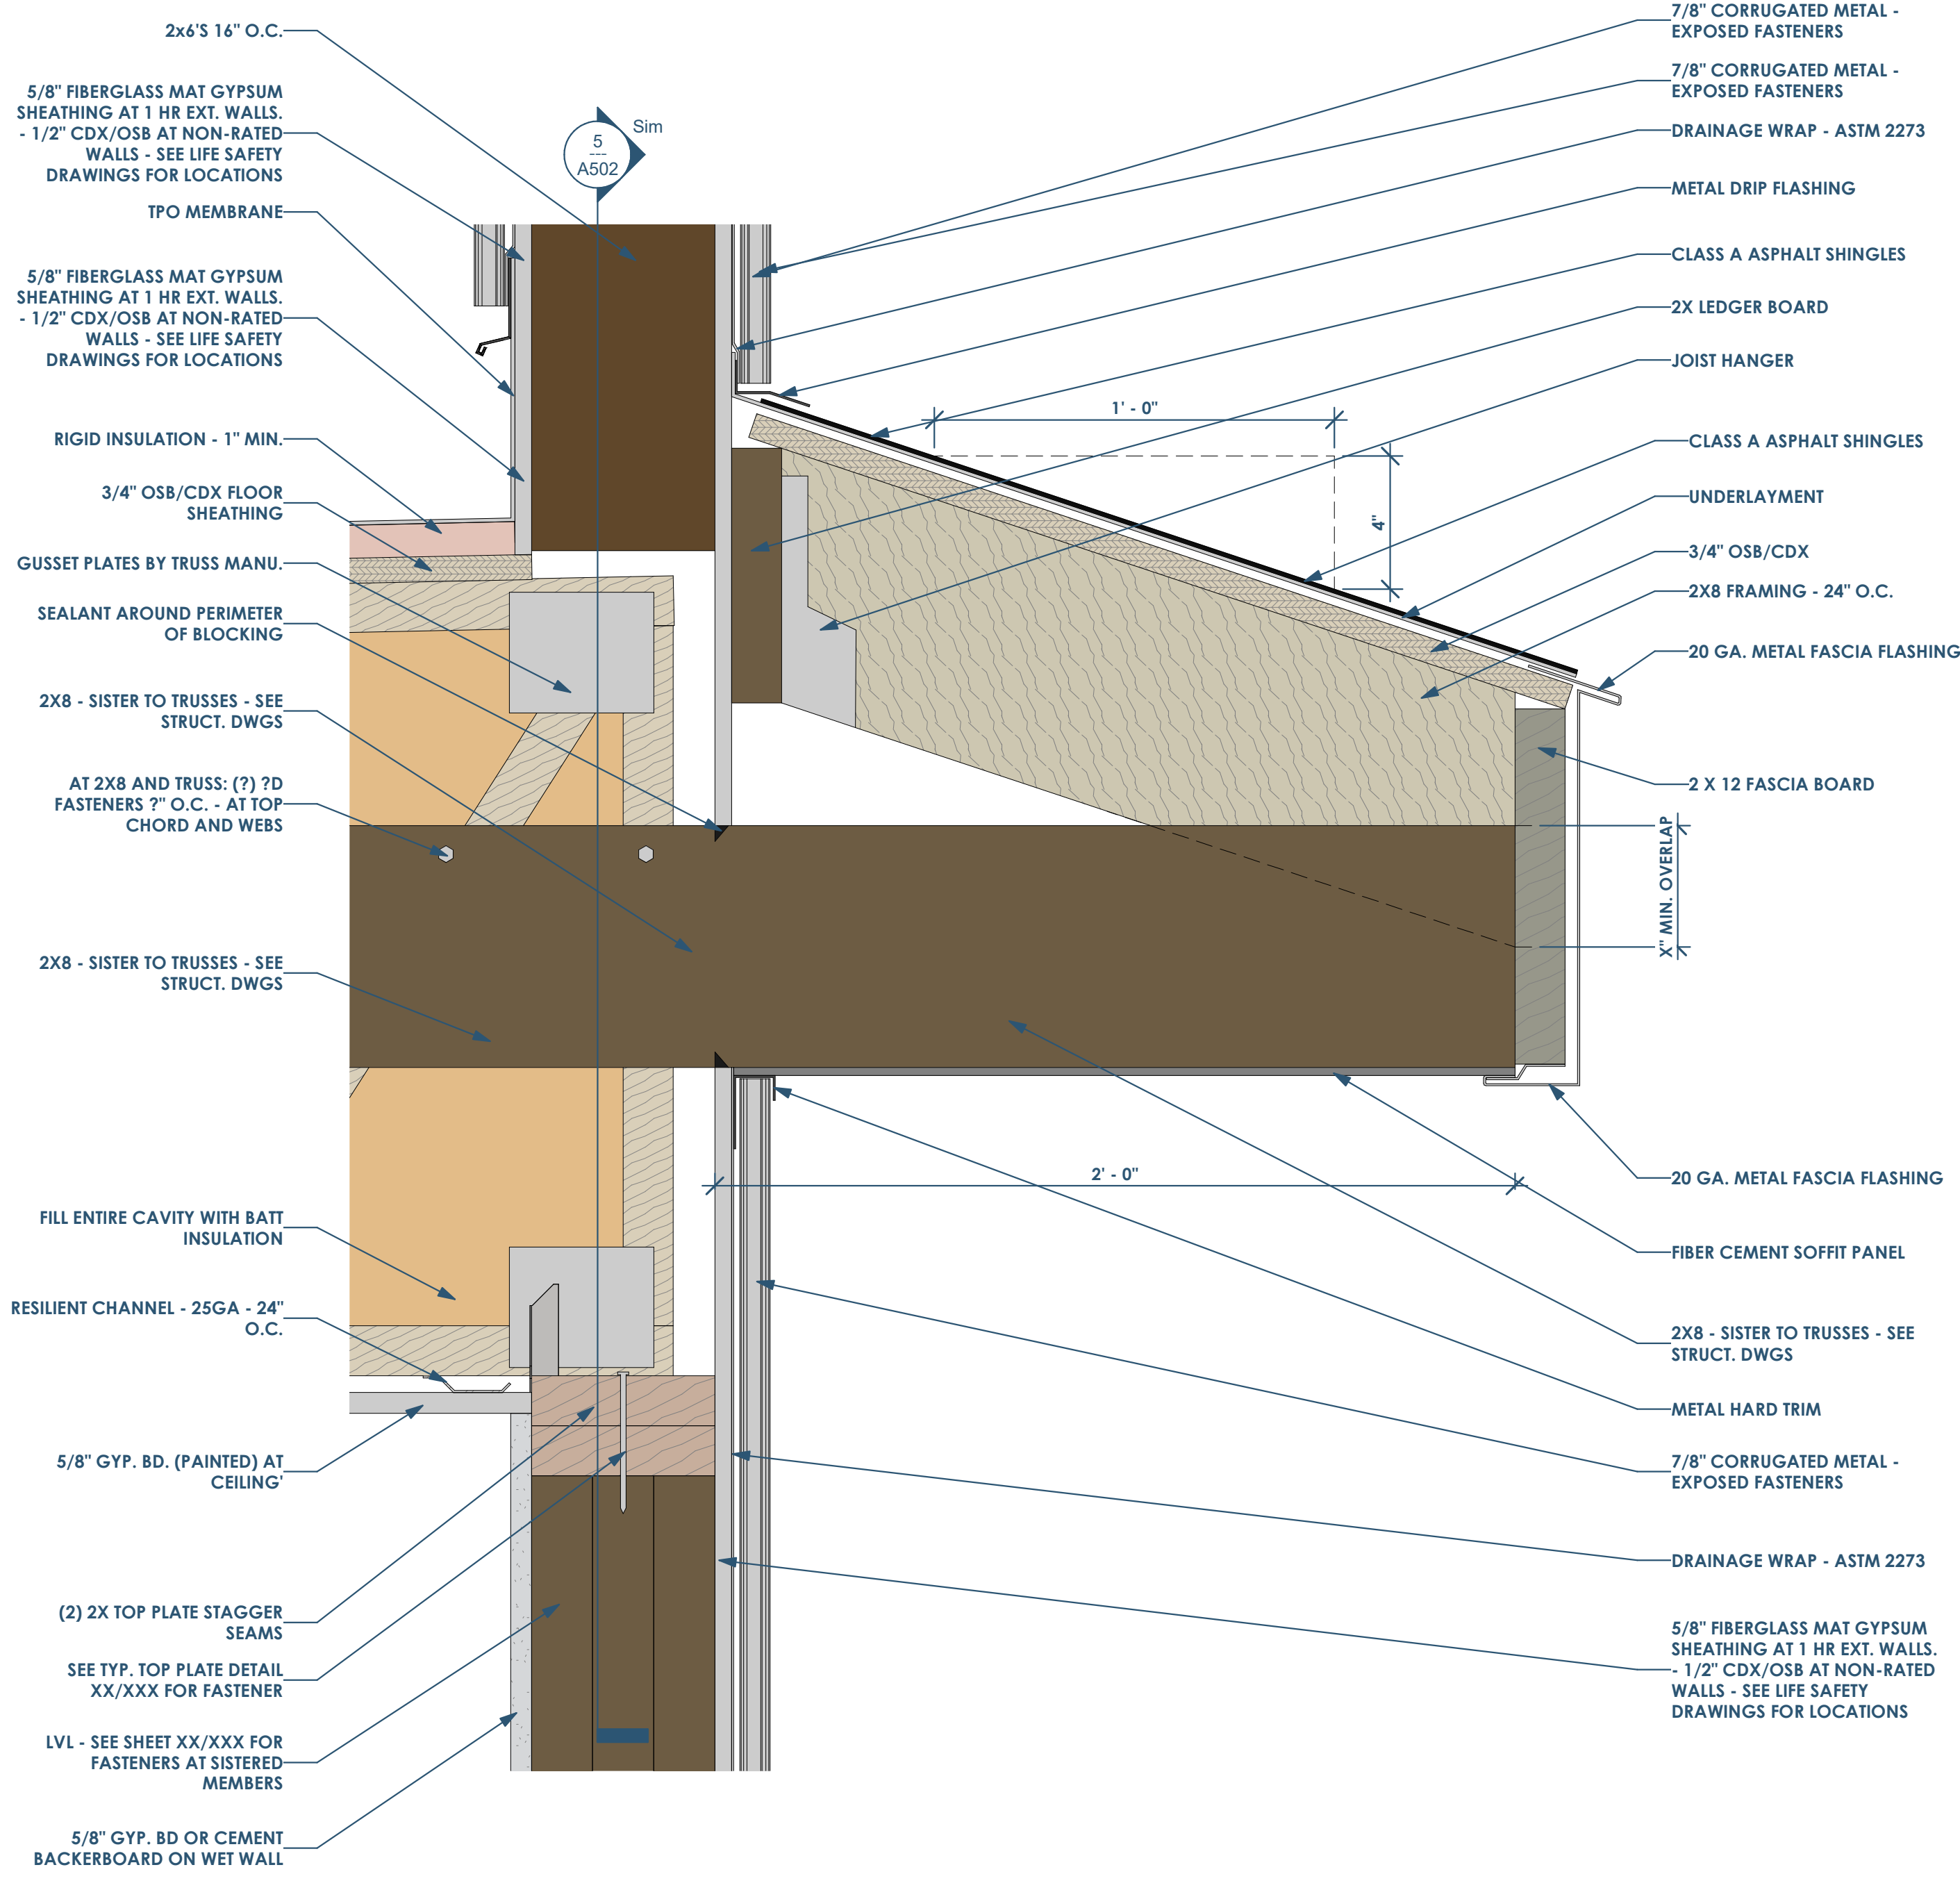 2x6'S 16" O.C.
5/8" FIBERGLASS MAT GYPSUM
SHEATHING AT 1 HR EXT. WALLS.
- 1/2" CDX/OSB AT NON-RATED
WALLS - SEE LIFE SAFETY
DRAWINGS FOR LOCATIONS
TPO MEMBRANE
5/8" FIBERGLASS MAT GYPSUM
SHEATHING AT 1 HR EXT. WALLS.
- 1/2" CDX/OSB AT NON-RATED
WALLS - SEE LIFE SAFETY
DRAWINGS FOR LOCATIONS
RIGID INSULATION - 1" MIN.
3/4" OSB/CDX FLOOR
SHEATHING
GUSSET PLATES BY TRUSS MANU.
SEALANT AROUND PERIMETER
OF BLOCKING
2X8 - SISTER TO TRUSSES - SEE
STRUCT. DWGS
AT 2X8 AND TRUSS: (?) ?D
FASTENERS ?" O.C. - AT TOP
CHORD AND WEBS
2X8 - SISTER TO TRUSSES - SEE
STRUCT. DWGS
FILL ENTIRE CAVITY WITH BATT
INSULATION
RESILIENT CHANNEL - 25GA - 24"
O.C.
5/8" GYP. BD. (PAINTED) AT
CEILING'
(2) 2X TOP PLATE STAGGER
SEAMS
SEE TYP. TOP PLATE DETAIL
XX/XXX FOR FASTENER
LVL - SEE SHEET XX/XXX FOR
FASTENERS AT SISTERED
MEMBERS
5/8" GYP. BD OR CEMENT
BACKERBOARD ON WET WALL
5
---
A502
Sim
1' - 0"
4"
X" MIN. OVERLAP
2' - 0"
7/8" CORRUGATED METAL -
EXPOSED FASTENERS
7/8" CORRUGATED METAL -
EXPOSED FASTENERS
DRAINAGE WRAP - ASTM 2273
METAL DRIP FLASHING
CLASS A ASPHALT SHINGLES
2X LEDGER BOARD
JOIST HANGER
CLASS A ASPHALT SHINGLES
UNDERLAYMENT
3/4" OSB/CDX
2X8 FRAMING - 24" O.C.
20 GA. METAL FASCIA FLASHING
2 X 12 FASCIA BOARD
20 GA. METAL FASCIA FLASHING
FIBER CEMENT SOFFIT PANEL
2X8 - SISTER TO TRUSSES - SEE
STRUCT. DWGS
METAL HARD TRIM
7/8" CORRUGATED METAL -
EXPOSED FASTENERS
DRAINAGE WRAP - ASTM 2273
5/8" FIBERGLASS MAT GYPSUM
SHEATHING AT 1 HR EXT. WALLS.
- 1/2" CDX/OSB AT NON-RATED
WALLS - SEE LIFE SAFETY
DRAWINGS FOR LOCATIONS